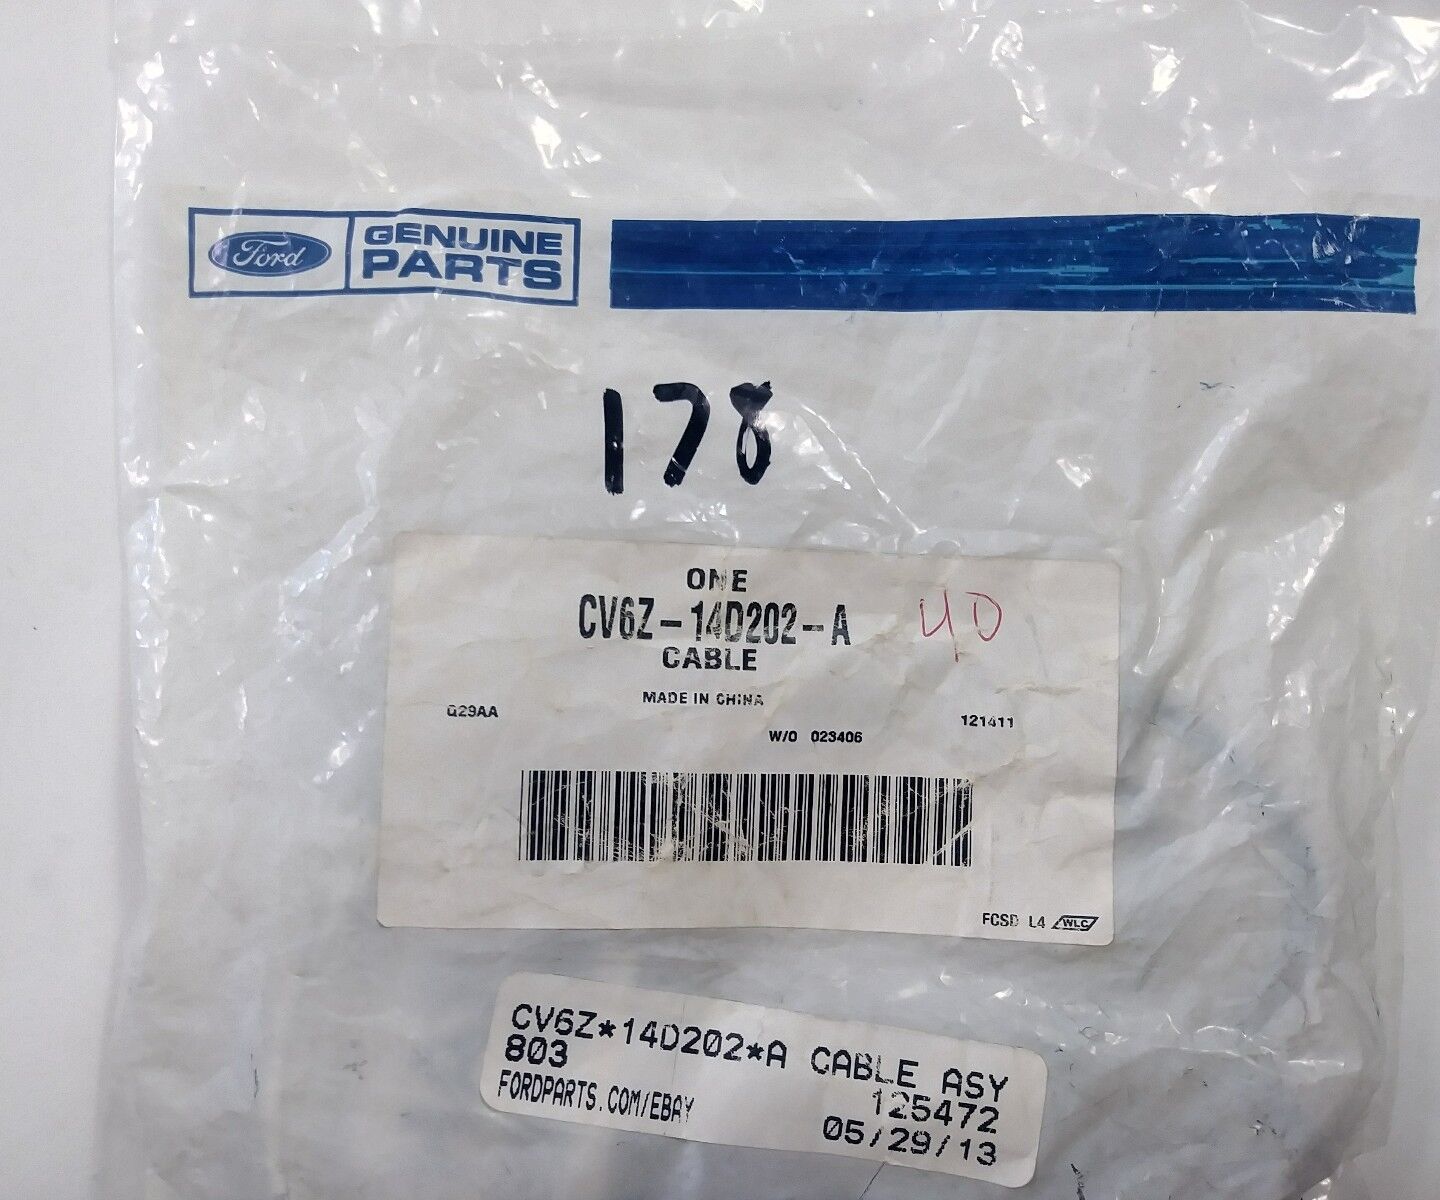 Ford GENUINE
PARTS
178
ONE
CV6Z-14D202-A 40
CABLE
MADE IN CHINA
Q29AA
121411
W/O 023406
FCSD L4 WLC
CV6Z*14D202*A CABLE ASY
803 125472
FORDPARTS.COM/EBAY 05/29/13